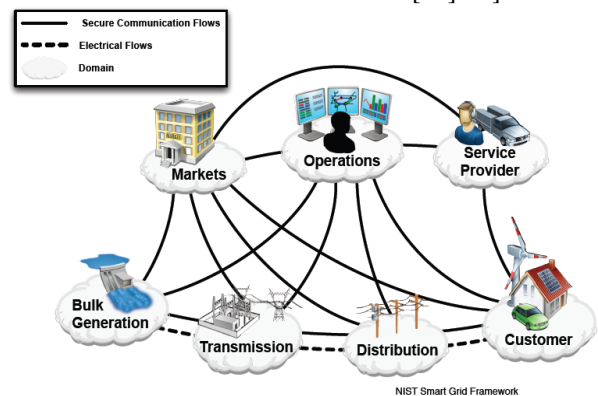 Secure Communication Flows
Electrical Flows
Domain
Markets
Operations
Service
Provider
Bulk
Generation
Transmission
Distribution
Customer
NIST Smart Grid Framework